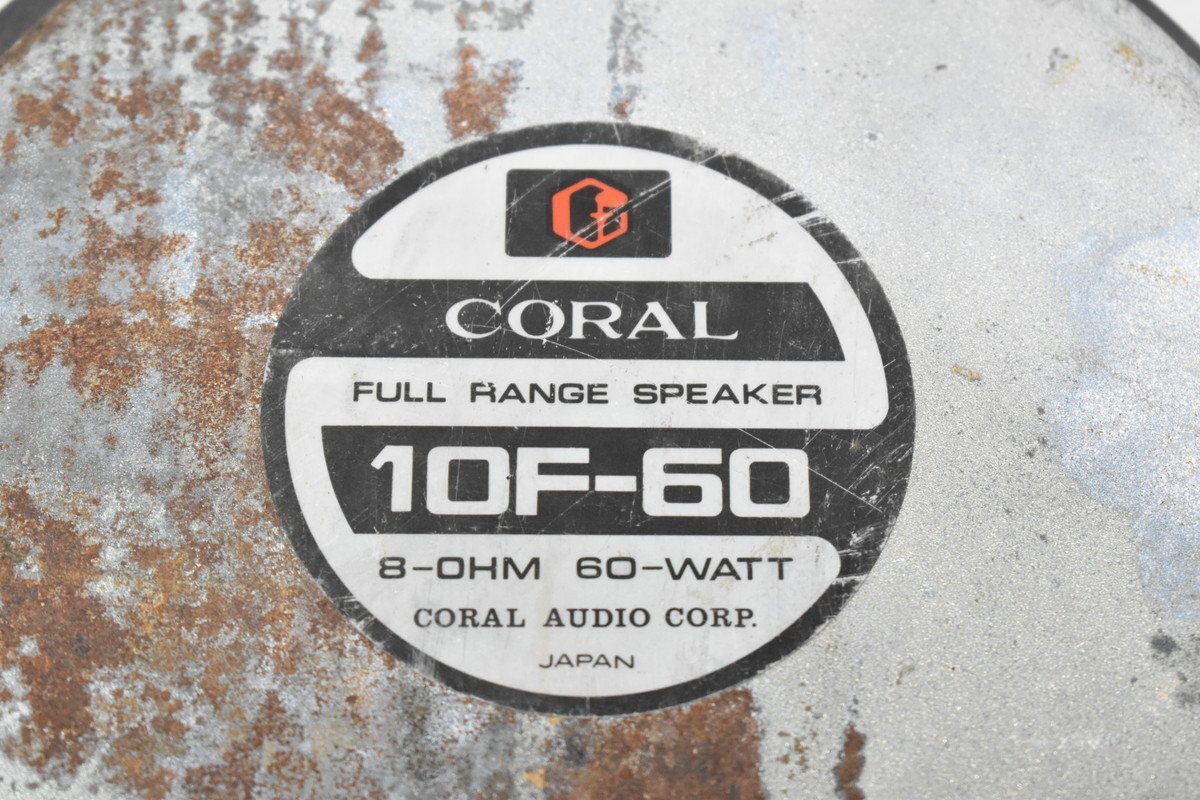 CORAL
FULL RANGE SPEAKER
10F-60
8-OHM 60-WATT
CORAL AUDIO CORP.
JAPAN